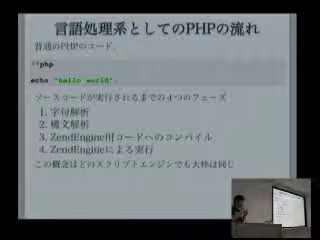 言語処理系としてのPHPの流れ
普通のPHPのコード
<?php
echo "hello world";
ソースコードが実行されるまでの4つのフェーズ
1. 字句解析
2. 構文解析
3. ZendEngine用コードへのコンパイル
4. ZendEngineによる実行
この概念はどのスクリプトエンジンでも大枠は同じ